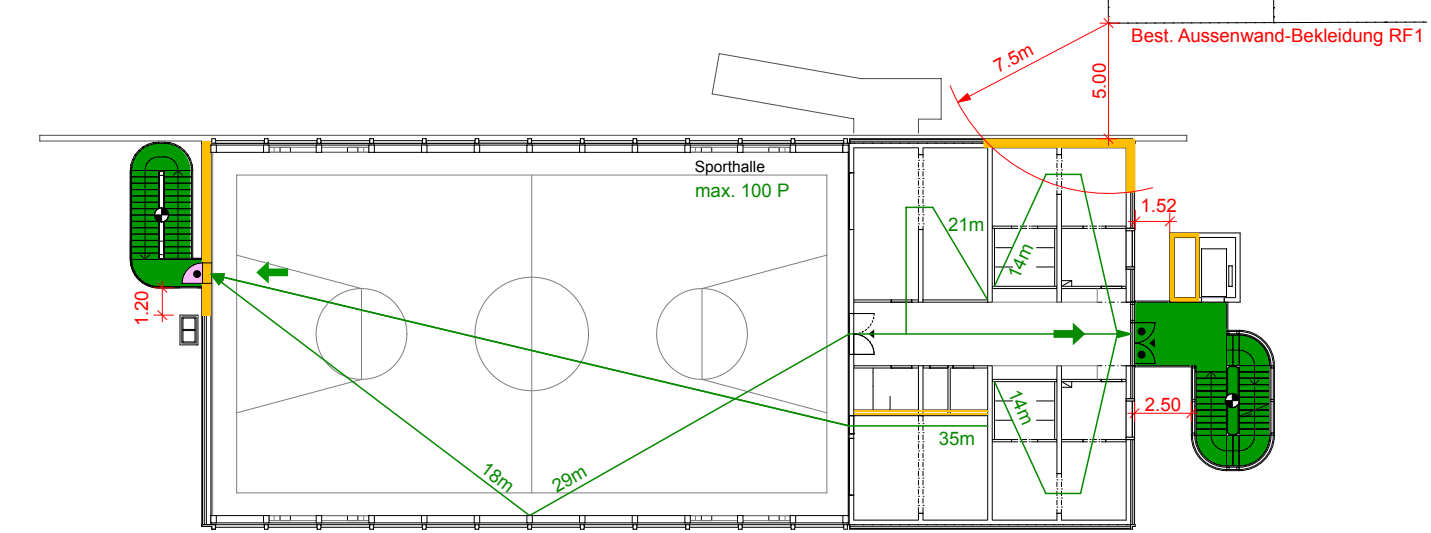 Best. Aussenwand-Bekleidung RF1
7.5m
5.00
Sporthalle
max. 100 P
1.52
21m
14m
1.20
14m
2.50
35m
18m
29m